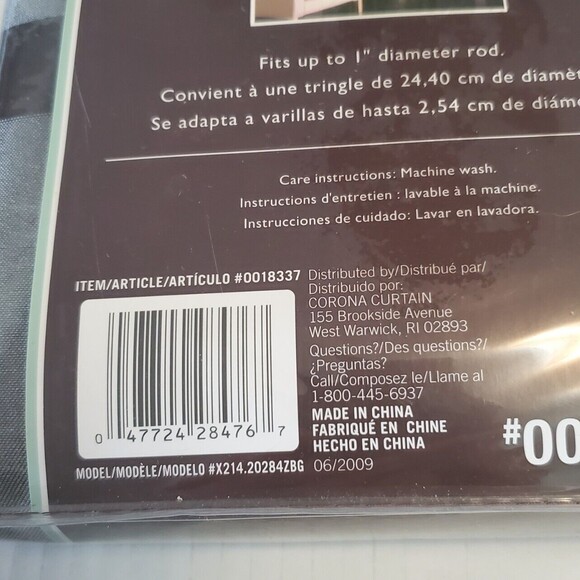 Fits up to 1" diameter rod.
Convient à une tringle de 24,40 cm de diamèt
Se adapta a varillas de hasta 2,54 cm de diám
Care instructions: Machine wash.
Instructions d'entretien : lavable à la machine.
Instrucciones de cuidado: Lavar en lavadora.
ITEM/ARTICLE/ARTÍCULO #0018337
0 47724 28476 7
MODEL/MODÈLE/MODELO #X214.20284ZBG
Distributed by/Distribué par/
Distribuido por:
CORONA CURTAIN
155 Brookside Avenue
West Warwick, RI 02893
Questions?/Des questions?/
¿Preguntas?
Call/Composez le/Llame al
1-800-445-6937
MADE IN CHINA
FABRIQUÉ EN CHINE
HECHO EN CHINA
06/2009
#00